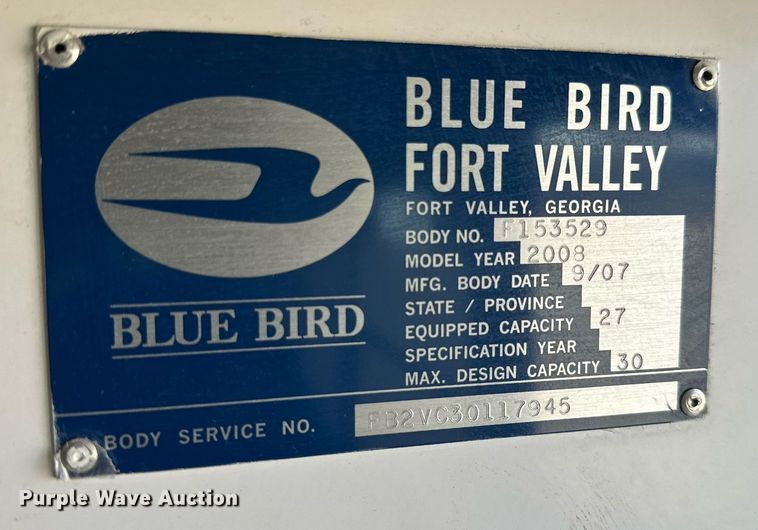 BLUE BIRD
BLUE BIRD
FORT VALLEY
FORT VALLEY, GEORGIA
BODY NO. F153529
MODEL YEAR 2008
MFG. BODY DATE 9/07
STATE / PROVINCE
EQUIPPED CAPACITY 27
SPECIFICATION YEAR
MAX. DESIGN CAPACITY 30
BODY SERVICE NO. FB2VC30117945
Purple Wave Auction